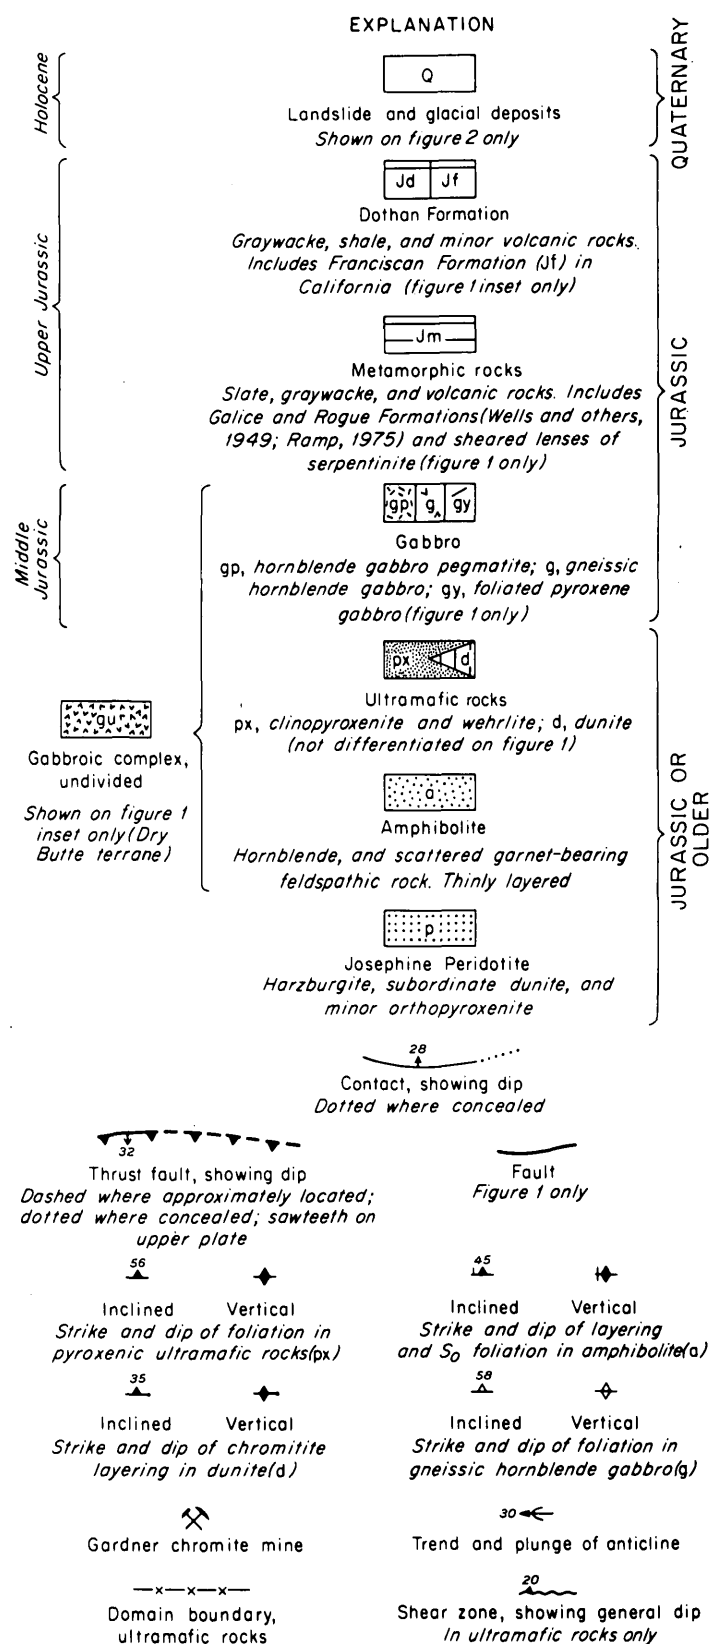 EXPLANATION
Holocene
QUATERNARY
Q
Landslide and glacial deposits
Shown on figure 2 only
Upper Jurassic
JURASSIC
Jd Jf
Dothan Formation
Graywacke, shale, and minor volcanic rocks.
Includes Franciscan Formation (Jf) in
California (figure 1 inset only)
Jm
Metamorphic rocks
Slate, graywacke, and volcanic rocks. Includes
Galice and Rogue Formations (Wells and others,
1949; Ramp, 1975) and sheared lenses of
serpentinite (figure 1 only)
Middle
Jurassic
gp g gy
Gabbro
gp, hornblende gabbro pegmatite; g, gneissic
hornblende gabbro; gy, foliated pyroxene
gabbro (figure 1 only)
JURASSIC OR
OLDER
px d
Ultramafic rocks
px, clinopyroxenite and wehrlite; d, dunite
(not differentiated on figure 1)
gu
Gabbroic complex,
undivided
Shown on figure 1
inset only (Dry
Butte terrane)
a
Amphibolite
Hornblende, and scattered garnet-bearing
feldspathic rock. Thinly layered
p
Josephine Peridotite
Harzburgite, subordinate dunite, and
minor orthopyroxenite
28
Contact, showing dip
Dotted where concealed
32
Thrust fault, showing dip
Dashed where approximately located;
dotted where concealed; sawteeth on
upper plate
Fault
Figure 1 only
56
Inclined Vertical
Strike and dip of foliation in
pyroxenic ultramafic rocks (px)
45
Inclined Vertical
Strike and dip of layering
and S0 foliation in amphibolite (a)
35
Inclined Vertical
Strike and dip of chromitite
layering in dunite (d)
58
Inclined Vertical
Strike and dip of foliation in
gneissic hornblende gabbro (g)
Gardner chromite mine
30
Trend and plunge of anticline
x x x
Domain boundary,
ultramafic rocks
20
Shear zone, showing general dip
In ultramafic rocks only